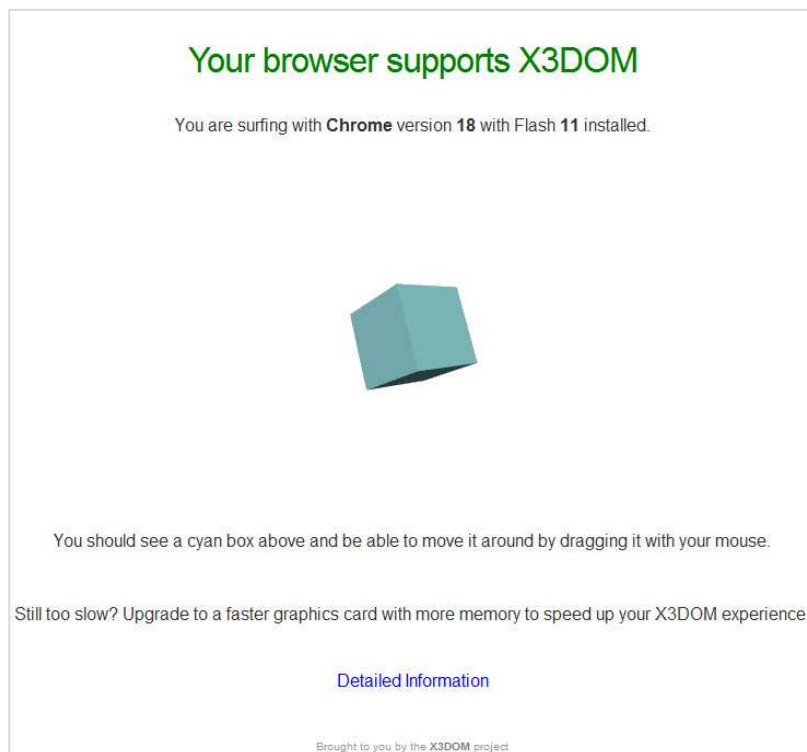 Your browser supports X3DOM
You are surfing with Chrome version 18 with Flash 11 installed.
You should see a cyan box above and be able to move it around by dragging it with your mouse.
Still too slow? Upgrade to a faster graphics card with more memory to speed up your X3DOM experience
Detailed Information
Brought to you by the X3DOM project